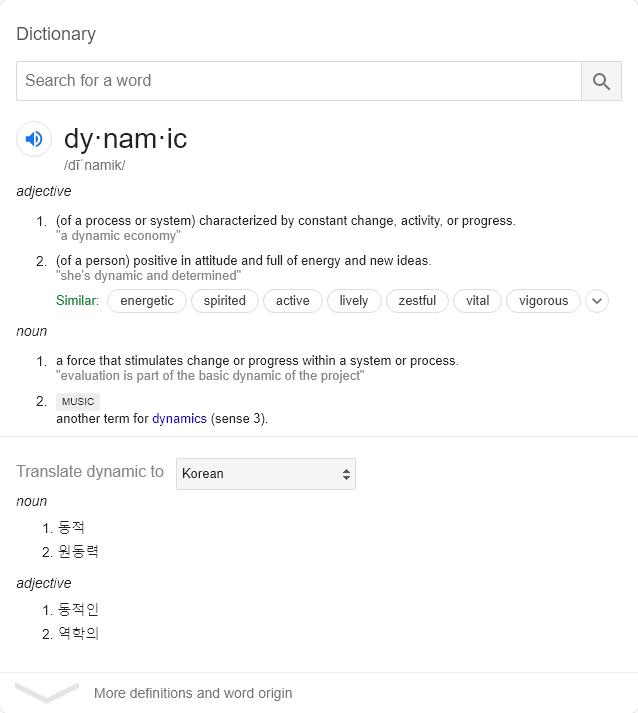 Dictionary
Search for a word
dy·nam·ic
/dīˈnamik/
adjective
1. (of a process or system) characterized by constant change, activity, or progress.
"a dynamic economy"
2. (of a person) positive in attitude and full of energy and new ideas.
"she's dynamic and determined"
Similar: energetic spirited active lively zestful vital vigorous
noun
1. a force that stimulates change or progress within a system or process.
"evaluation is part of the basic dynamic of the project"
2. MUSIC
another term for dynamics (sense 3).
Translate dynamic to Korean
noun
1. 동적
2. 원동력
adjective
1. 동적인
2. 역학의
More definitions and word origin